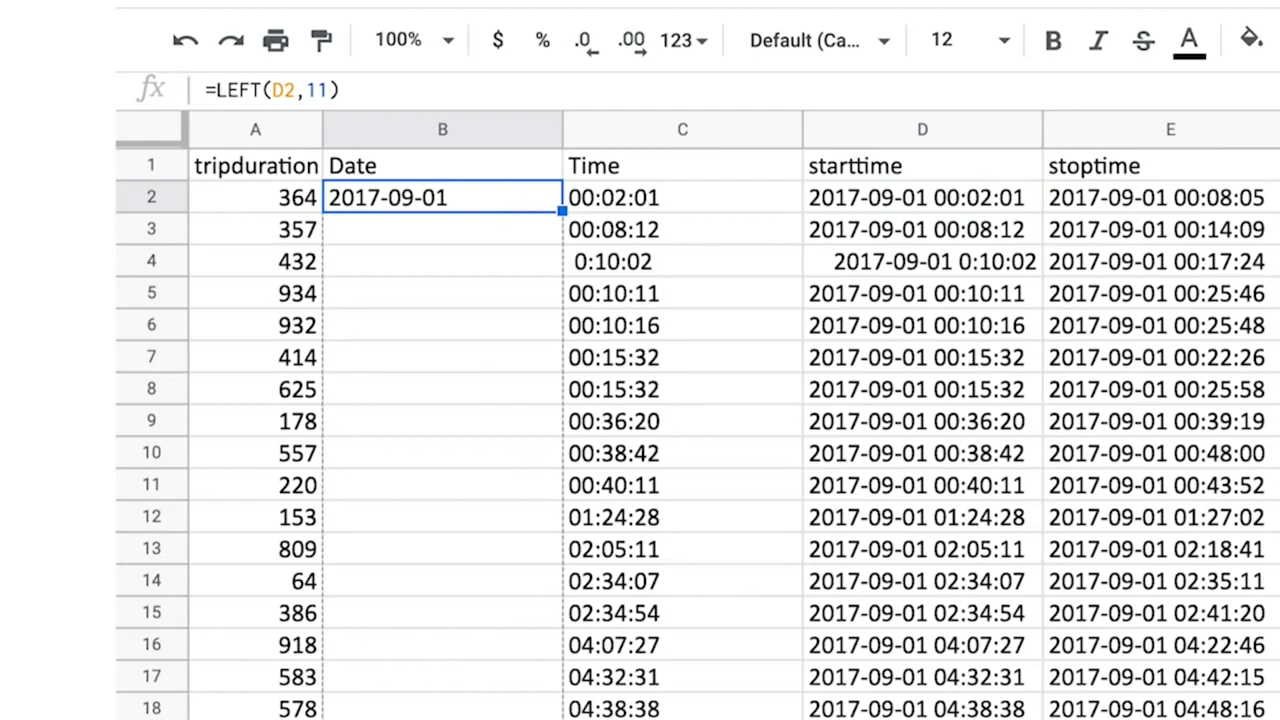 100% $ % .0 .00 123 Default (Ca... 12 B I S A
fx =LEFT(D2,11)
A B C D E
1 tripduration Date Time starttime stoptime
2 364 2017-09-01 00:02:01 2017-09-01 00:02:01 2017-09-01 00:08:05
3 357 00:08:12 2017-09-01 00:08:12 2017-09-01 00:14:09
4 432 0:10:02 2017-09-01 0:10:02 2017-09-01 00:17:24
5 934 00:10:11 2017-09-01 00:10:11 2017-09-01 00:25:46
6 932 00:10:16 2017-09-01 00:10:16 2017-09-01 00:25:48
7 414 00:15:32 2017-09-01 00:15:32 2017-09-01 00:22:26
8 625 00:15:32 2017-09-01 00:15:32 2017-09-01 00:25:58
9 178 00:36:20 2017-09-01 00:36:20 2017-09-01 00:39:19
10 557 00:38:42 2017-09-01 00:38:42 2017-09-01 00:48:00
11 220 00:40:11 2017-09-01 00:40:11 2017-09-01 00:43:52
12 153 01:24:28 2017-09-01 01:24:28 2017-09-01 01:27:02
13 809 02:05:11 2017-09-01 02:05:11 2017-09-01 02:18:41
14 64 02:34:07 2017-09-01 02:34:07 2017-09-01 02:35:11
15 386 02:34:54 2017-09-01 02:34:54 2017-09-01 02:41:20
16 918 04:07:27 2017-09-01 04:07:27 2017-09-01 04:22:46
17 583 04:32:31 2017-09-01 04:32:31 2017-09-01 04:42:15
18 578 04:38:38 2017-09-01 04:38:38 2017-09-01 04:48:16